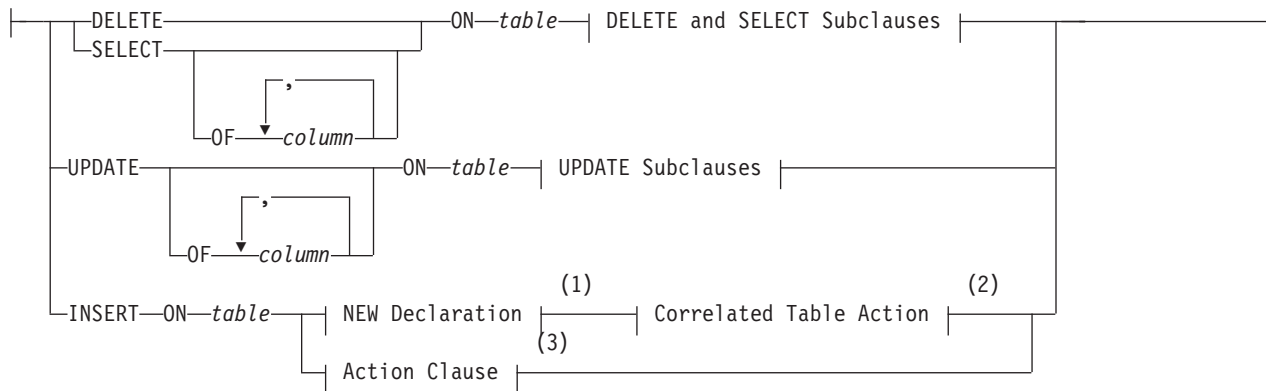 DELETE ON table DELETE and SELECT Subclauses
SELECT
,
OF column
UPDATE ON table UPDATE Subclauses
,
OF column
(1) (2)
INSERT ON table NEW Declaration Correlated Table Action
(3)
Action Clause